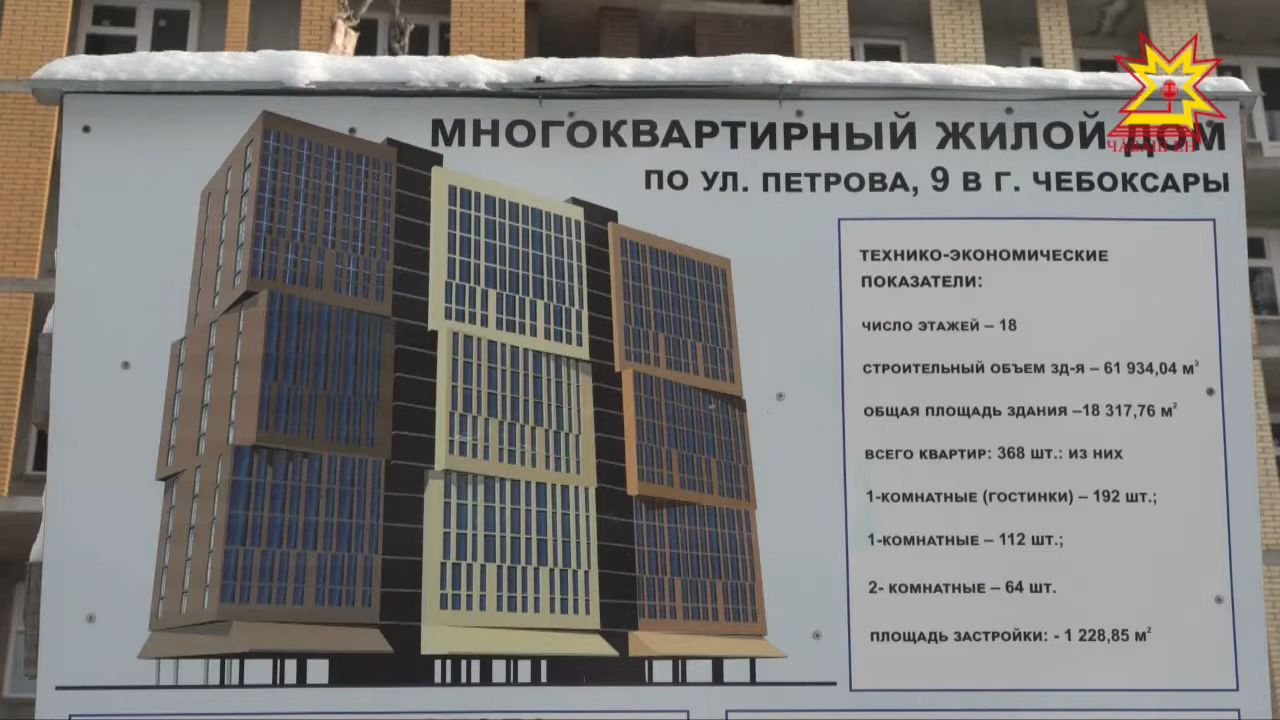 МНОГОКВАРТИРНЫЙ ЖИЛОЙ ДОМ
ПО УЛ. ПЕТРОВА, 9 В Г. ЧЕБОКСАРЫ
ТЕХНИКО-ЭКОНОМИЧЕСКИЕ
ПОКАЗАТЕЛИ:
ЧИСЛО ЭТАЖЕЙ – 18
СТРОИТЕЛЬНЫЙ ОБЪЕМ ЗД-Я – 61 934,04 м³
ОБЩАЯ ПЛОЩАДЬ ЗДАНИЯ –18 317,76 м²
ВСЕГО КВАРТИР: 368 ШТ.: ИЗ НИХ
1-КОМНАТНЫЕ (ГОСТИНКИ) – 192 ШТ.;
1-КОМНАТНЫЕ – 112 ШТ.;
2- КОМНАТНЫЕ – 64 ШТ.
ПЛОЩАДЬ ЗАСТРОЙКИ: - 1 228,85 м²